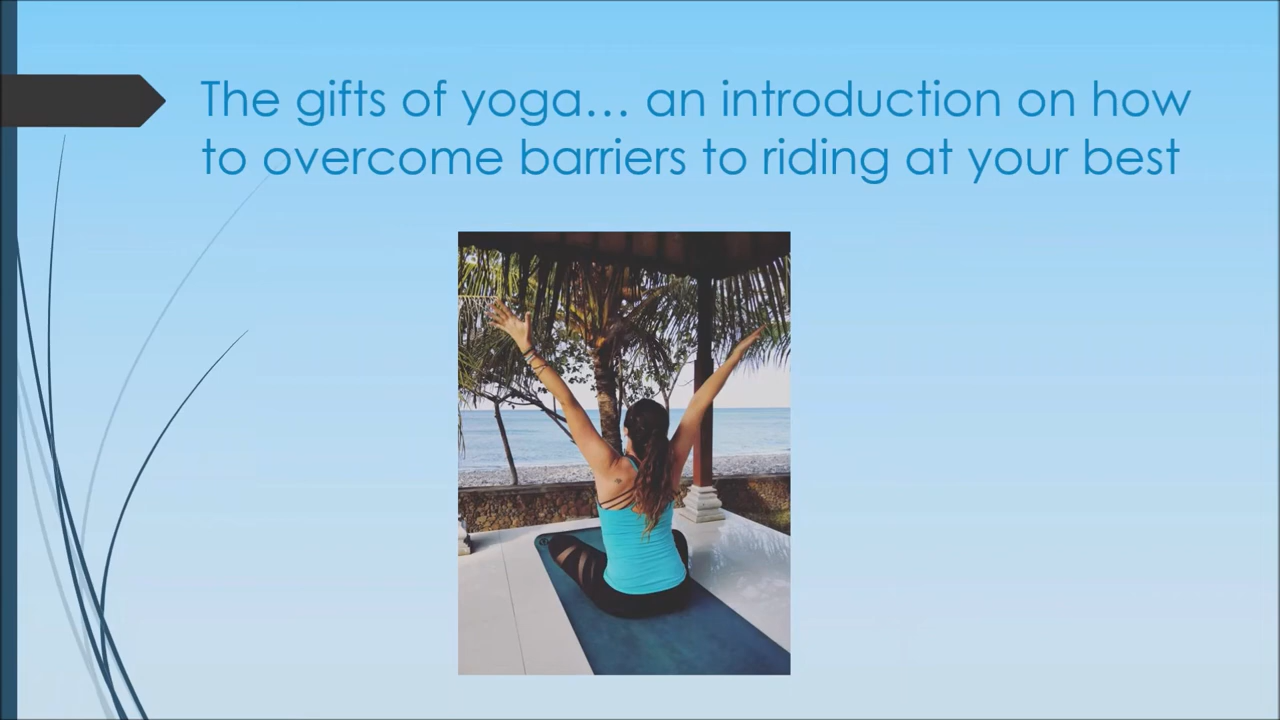 The gifts of yoga... an introduction on how
to overcome barriers to riding at your best